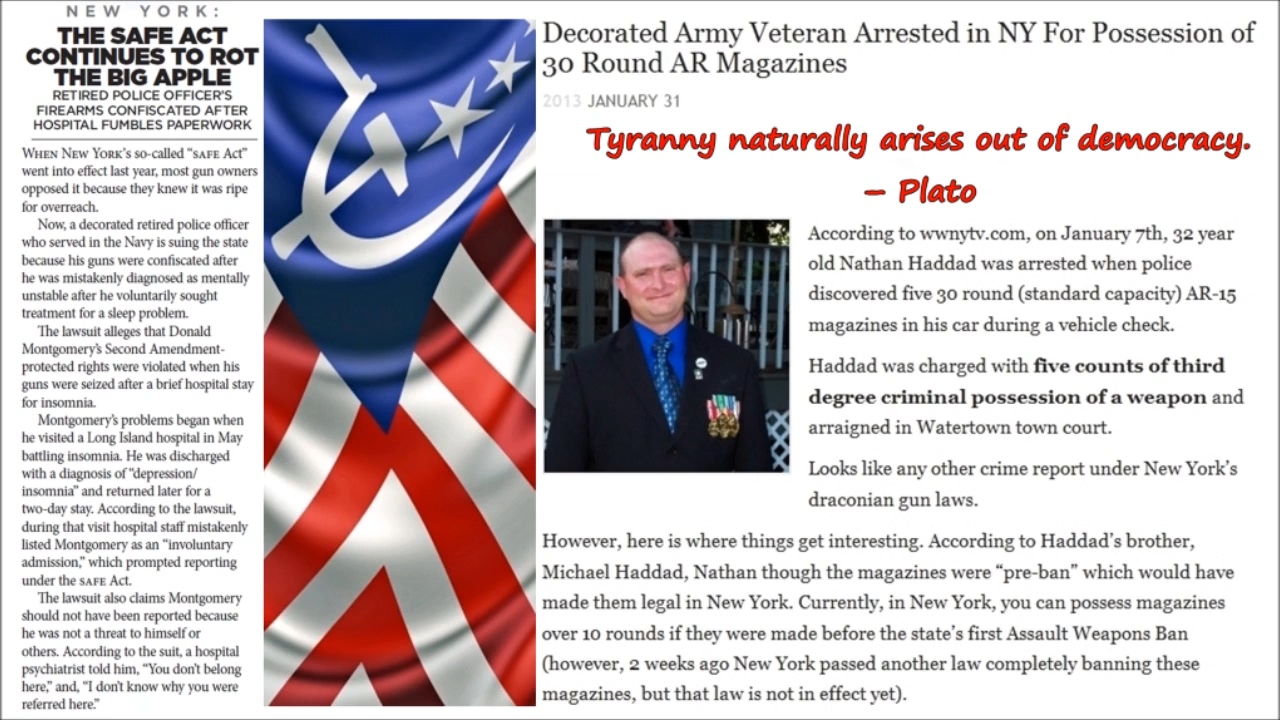 NEW YORK:
THE SAFE ACT
CONTINUES TO ROT
THE BIG APPLE
RETIRED POLICE OFFICER'S
FIREARMS CONFISCATED AFTER
HOSPITAL FUMBLES PAPERWORK
WHEN NEW YORK'S so-called "SAFE Act"
went into effect last year, most gun owners
opposed it because they knew it was ripe
for overreach.
Now, a decorated retired police officer
who served in the Navy is suing the state
because his guns were confiscated after
he was mistakenly diagnosed as mentally
unstable after he voluntarily sought
treatment for a sleep problem.
The lawsuit alleges that Donald
Montgomery's Second Amendment-
protected rights were violated when his
guns were seized after a brief hospital stay
for insomnia.
Montgomery's problems began when
he visited a Long Island hospital in May
battling insomnia. He was discharged
with a diagnosis of "depression/
insomnia" and returned later for a
two-day stay. According to the lawsuit,
during that visit hospital staff mistakenly
listed Montgomery as an "involuntary
admission," which prompted reporting
under the SAFE Act.
The lawsuit also claims Montgomery
should not have been reported because
he was not a threat to himself or
others. According to the suit, a hospital
psychiatrist told him, "You don't belong
here," and, "I don't know why you were
referred here."
Decorated Army Veteran Arrested in NY For Possession of
30 Round AR Magazines
2013 JANUARY 31
Tyranny naturally arises out of democracy.
– Plato
According to wwnytv.com, on January 7th, 32 year
old Nathan Haddad was arrested when police
discovered five 30 round (standard capacity) AR-15
magazines in his car during a vehicle check.
Haddad was charged with five counts of third
degree criminal possession of a weapon and
arraigned in Watertown town court.
Looks like any other crime report under New York's
draconian gun laws.
However, here is where things get interesting. According to Haddad's brother,
Michael Haddad, Nathan though the magazines were "pre-ban" which would have
made them legal in New York. Currently, in New York, you can possess magazines
over 10 rounds if they were made before the state's first Assault Weapons Ban
(however, 2 weeks ago New York passed another law completely banning these
magazines, but that law is not in effect yet).